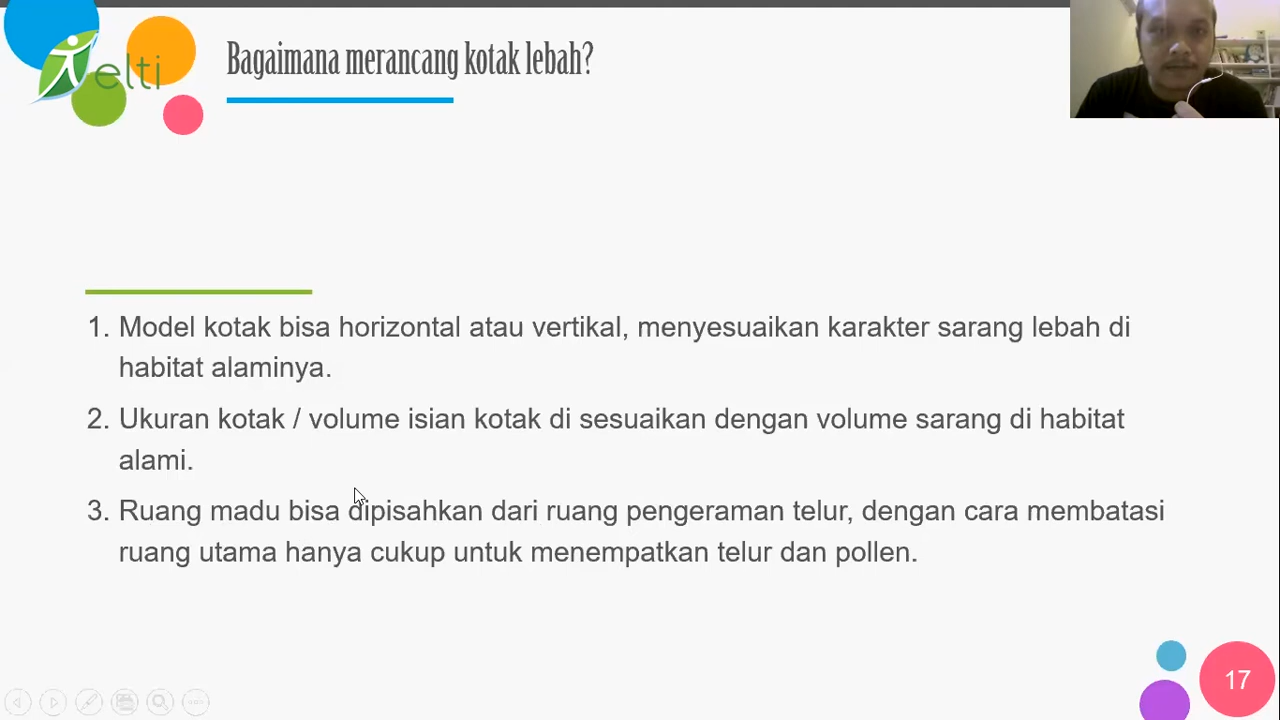 elti
Bagaimana merancang kotak lebah?
1. Model kotak bisa horizontal atau vertikal, menyesuaikan karakter sarang lebah di
habitat alaminya.
2. Ukuran kotak / volume isian kotak di sesuaikan dengan volume sarang di habitat
alami.
3. Ruang madu bisa dipisahkan dari ruang pengeraman telur, dengan cara membatasi
ruang utama hanya cukup untuk menempatkan telur dan pollen.
17